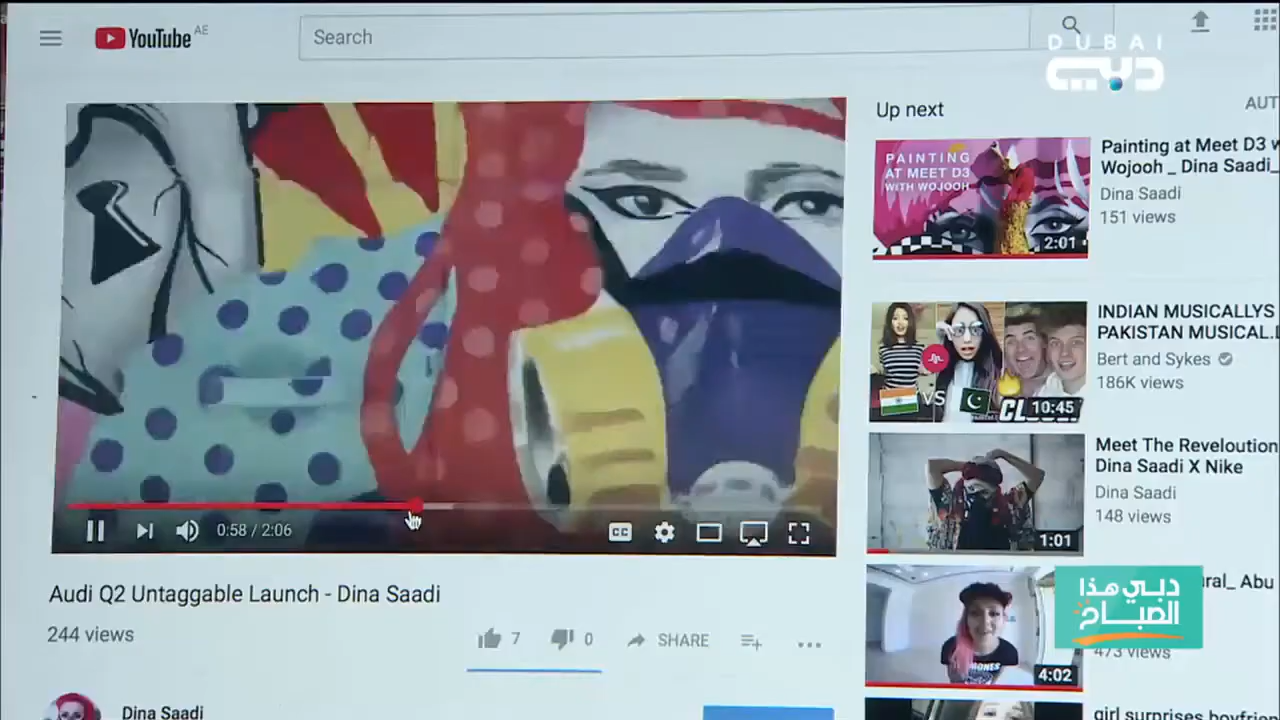 YouTube AE
Search
DUBAI
دبي
Up next
AUT
PAINTING
AT MEET D3
WITH WOJOOH
2:01
Painting at Meet D3 w
Wojooh _ Dina Saadi_
Dina Saadi
151 views
VS
10:45
INDIAN MUSICALLYS
PAKISTAN MUSICAL.L
Bert and Sykes
186K views
1:01
Meet The Reveloution
Dina Saadi X Nike
Dina Saadi
148 views
0:58 / 2:06
CC
Audi Q2 Untaggable Launch - Dina Saadi
244 views
7
0
SHARE
4:02
ural_ Abu
473 views
دبي هذا
الصباح
Dina Saadi
girl surprises boyfrien